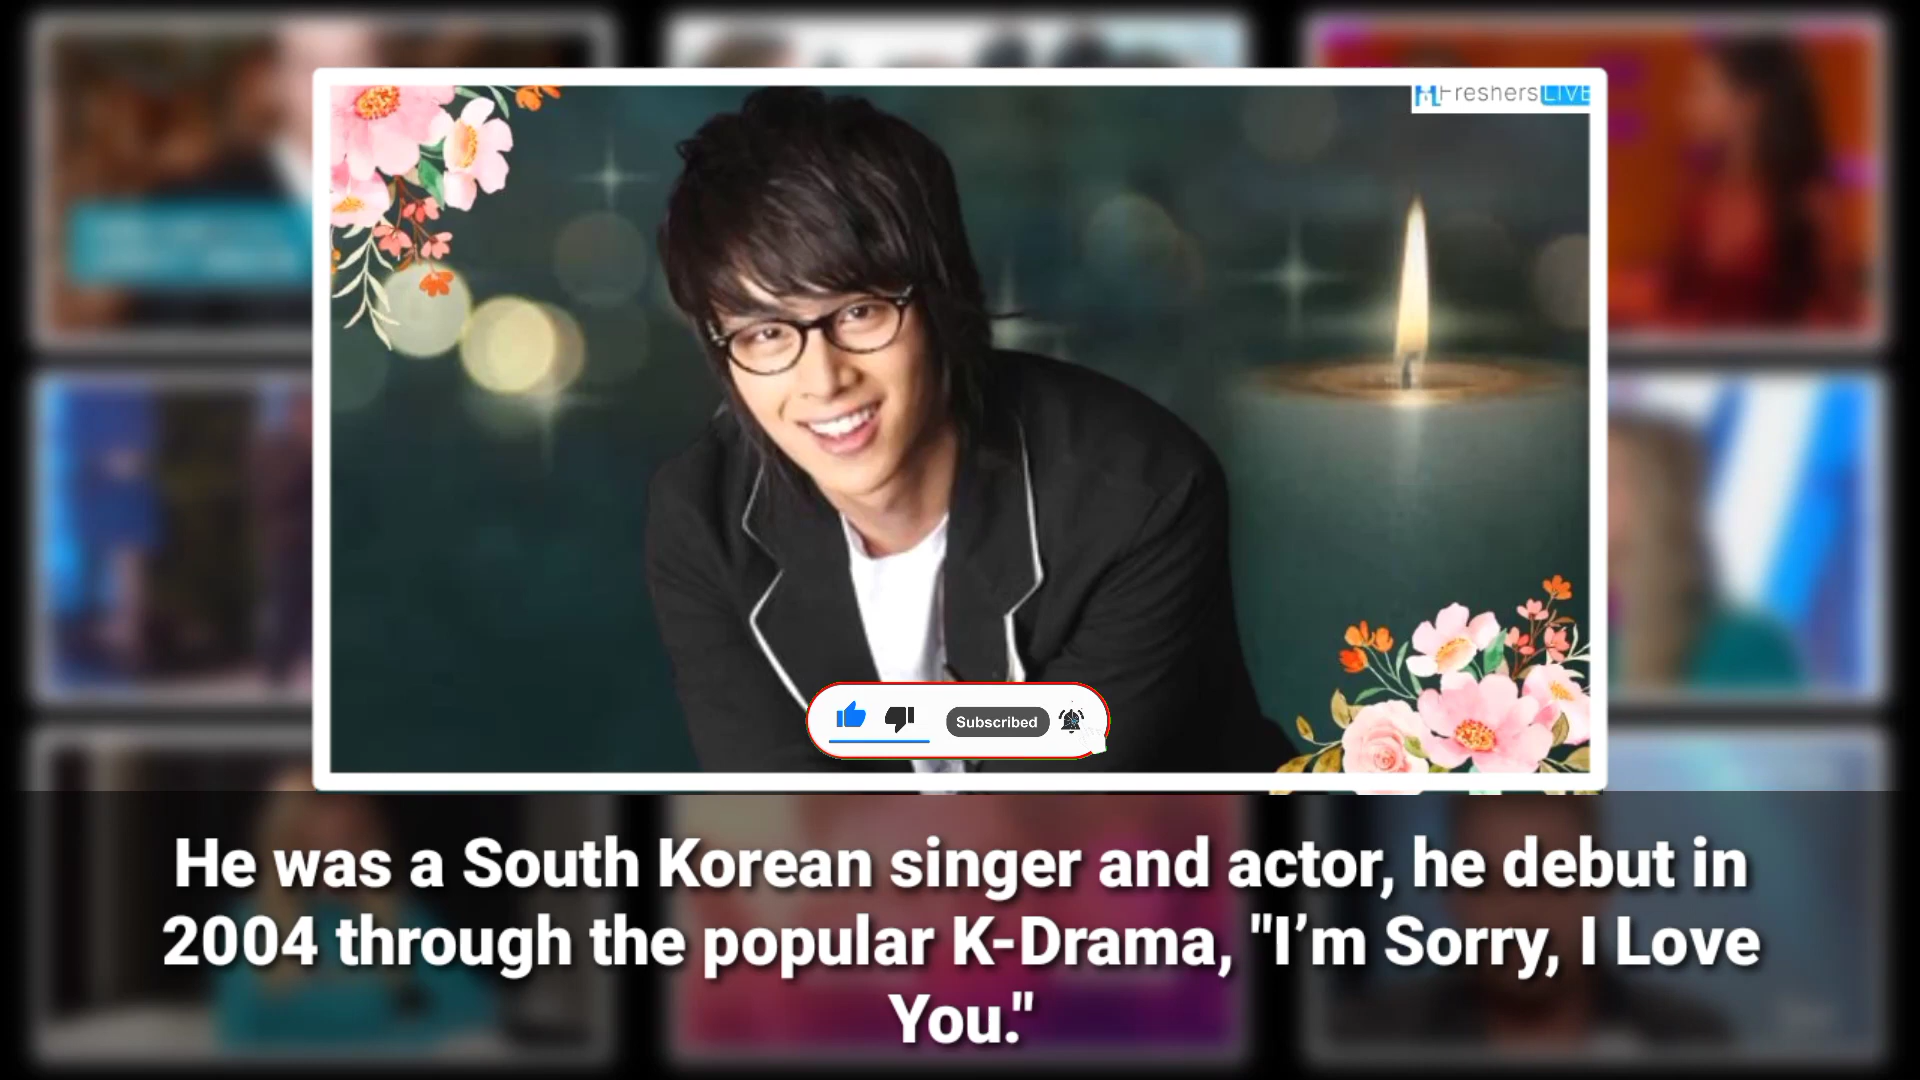 FreshersLIVE
Subscribed
He was a South Korean singer and actor, he debut in
2004 through the popular K-Drama, "I’m Sorry, I Love
You."